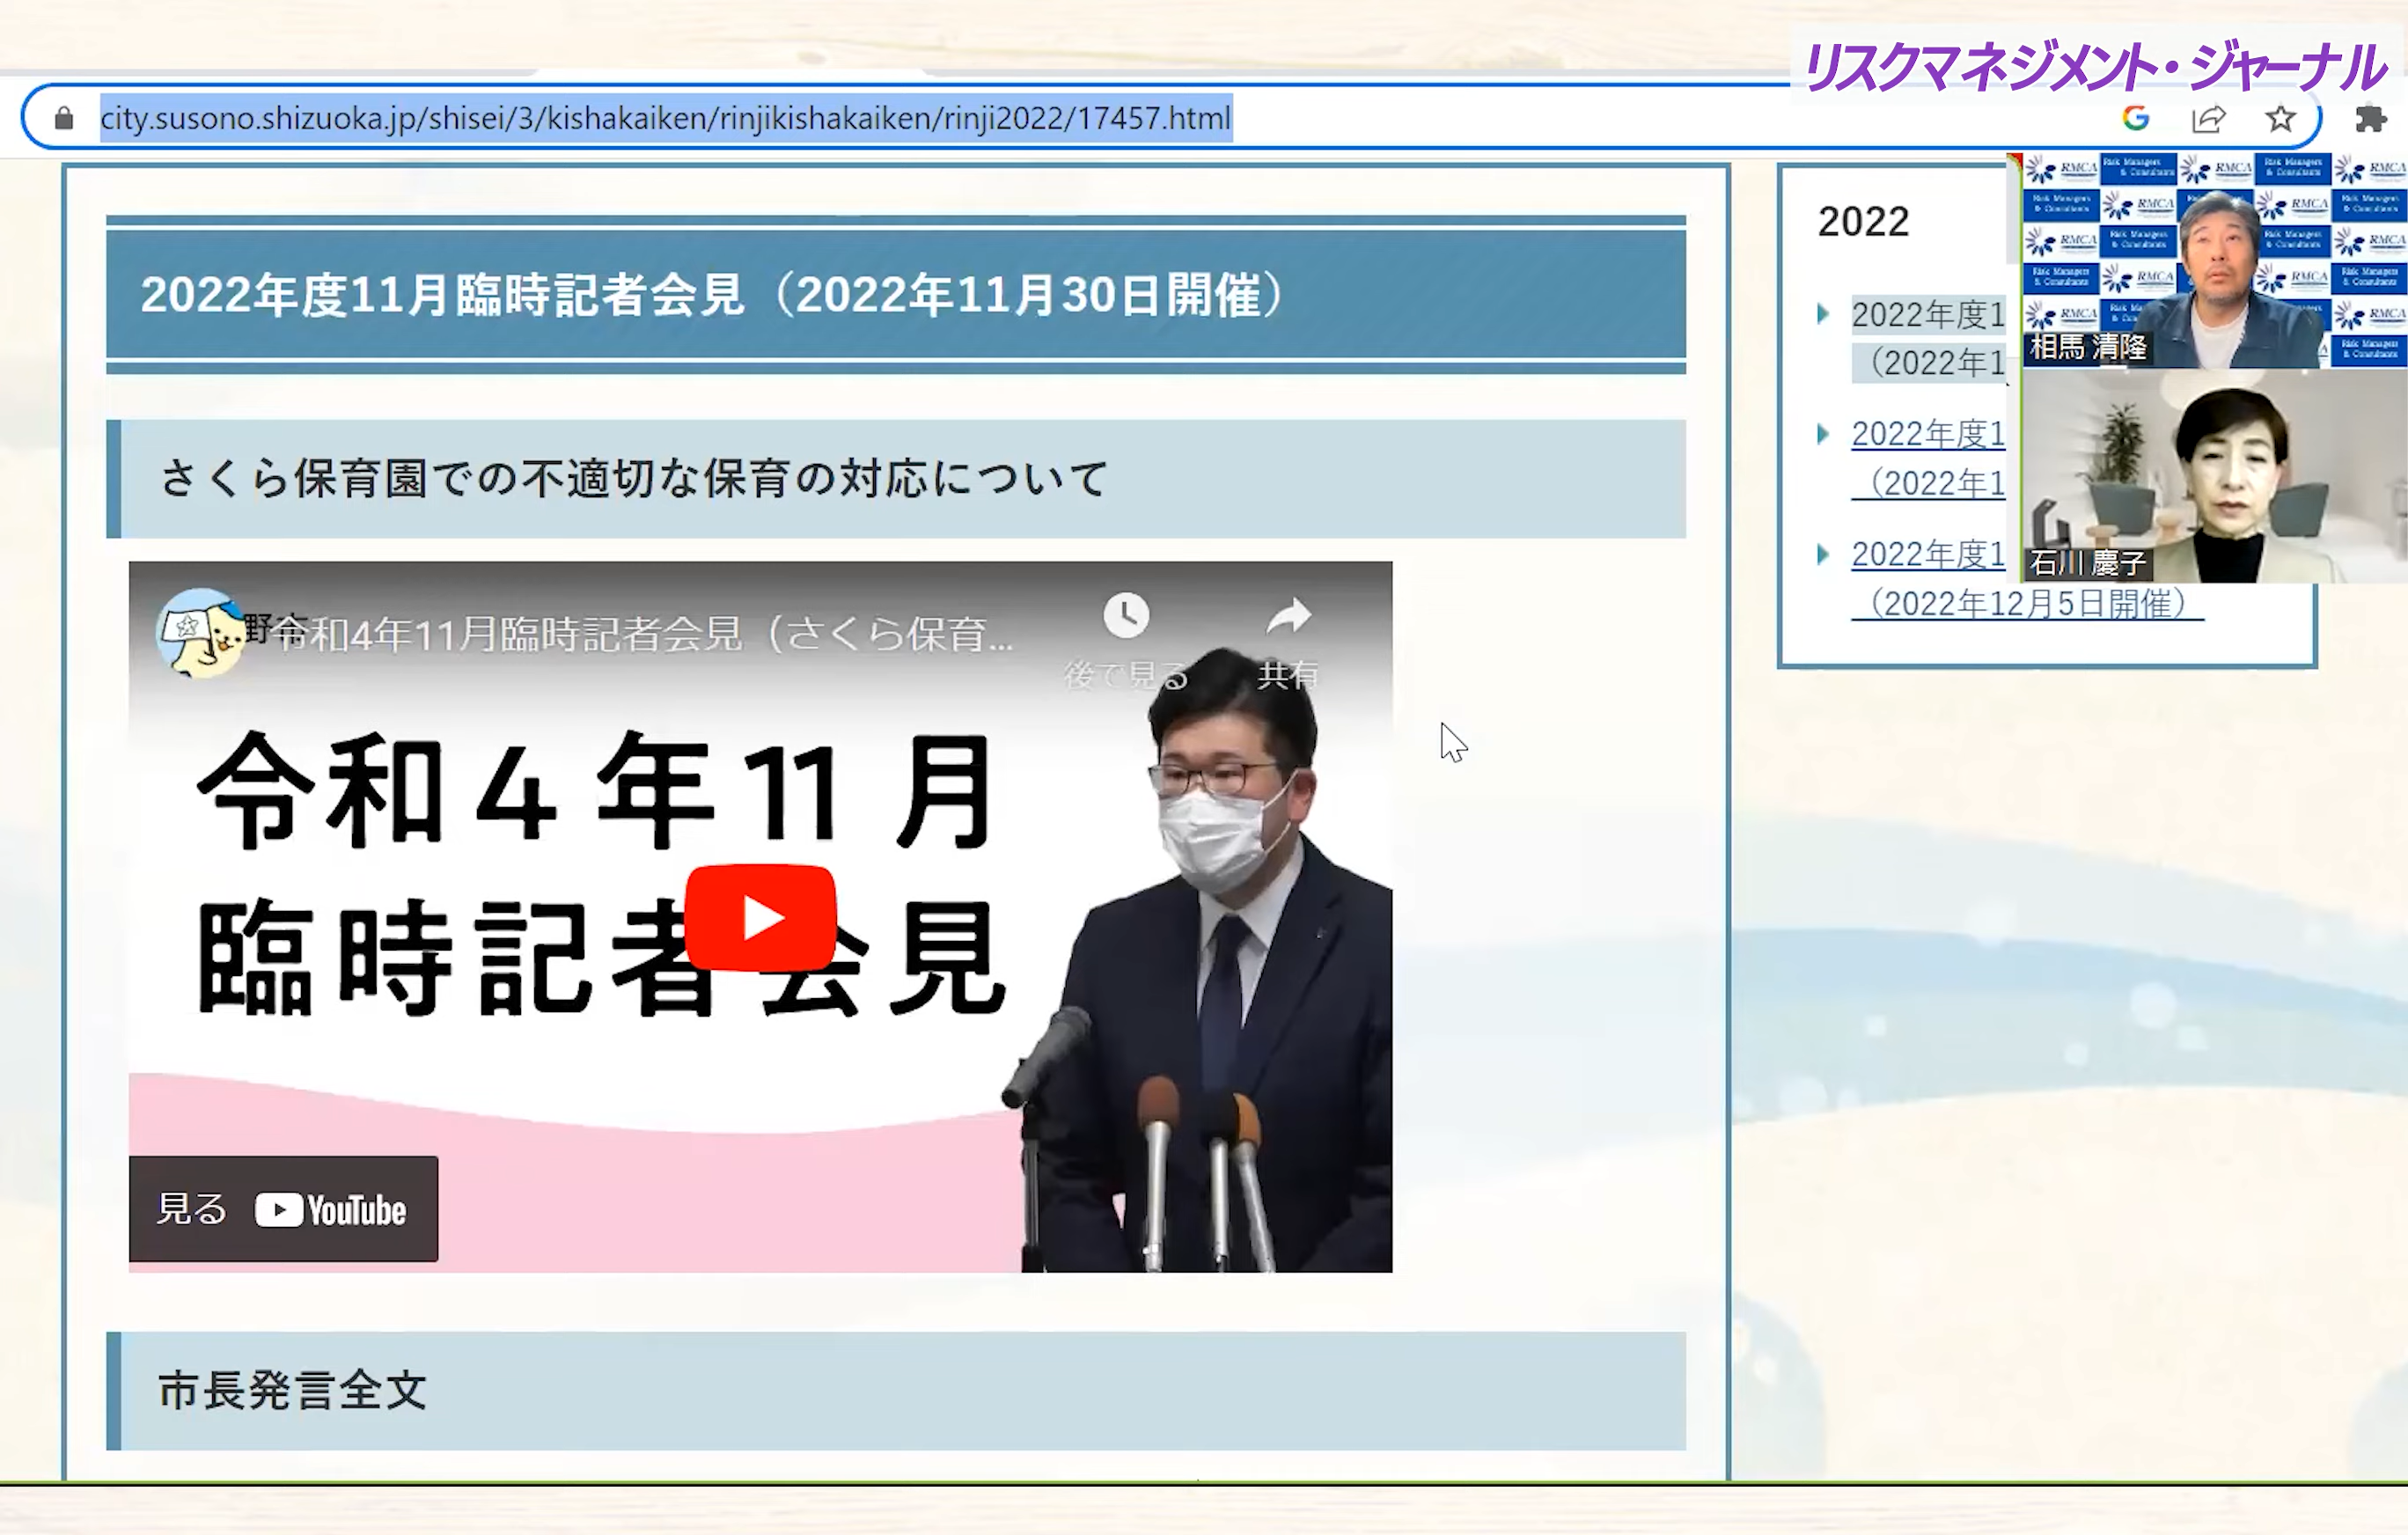 リスクマネジメント・ジャーナル
city.susono.shizuoka.jp/shisei/3/kishakaiken/rinjikishakaiken/rinji2022/17457.html
2022年度11月臨時記者会見（2022年11月30日開催）
さくら保育園での不適切な保育の対応について
令和4年11月臨時記者会見（さくら保育...
後で見る
共有
令和４年11月
臨時記者会見
見る YouTube
市長発言全文
2022
2022年度1
（2022年1
2022年度1
（2022年1
2022年度1
（2022年12月5日開催）
RMCA
Risk Managers
& Consultants
相馬 清隆
石川 慶子